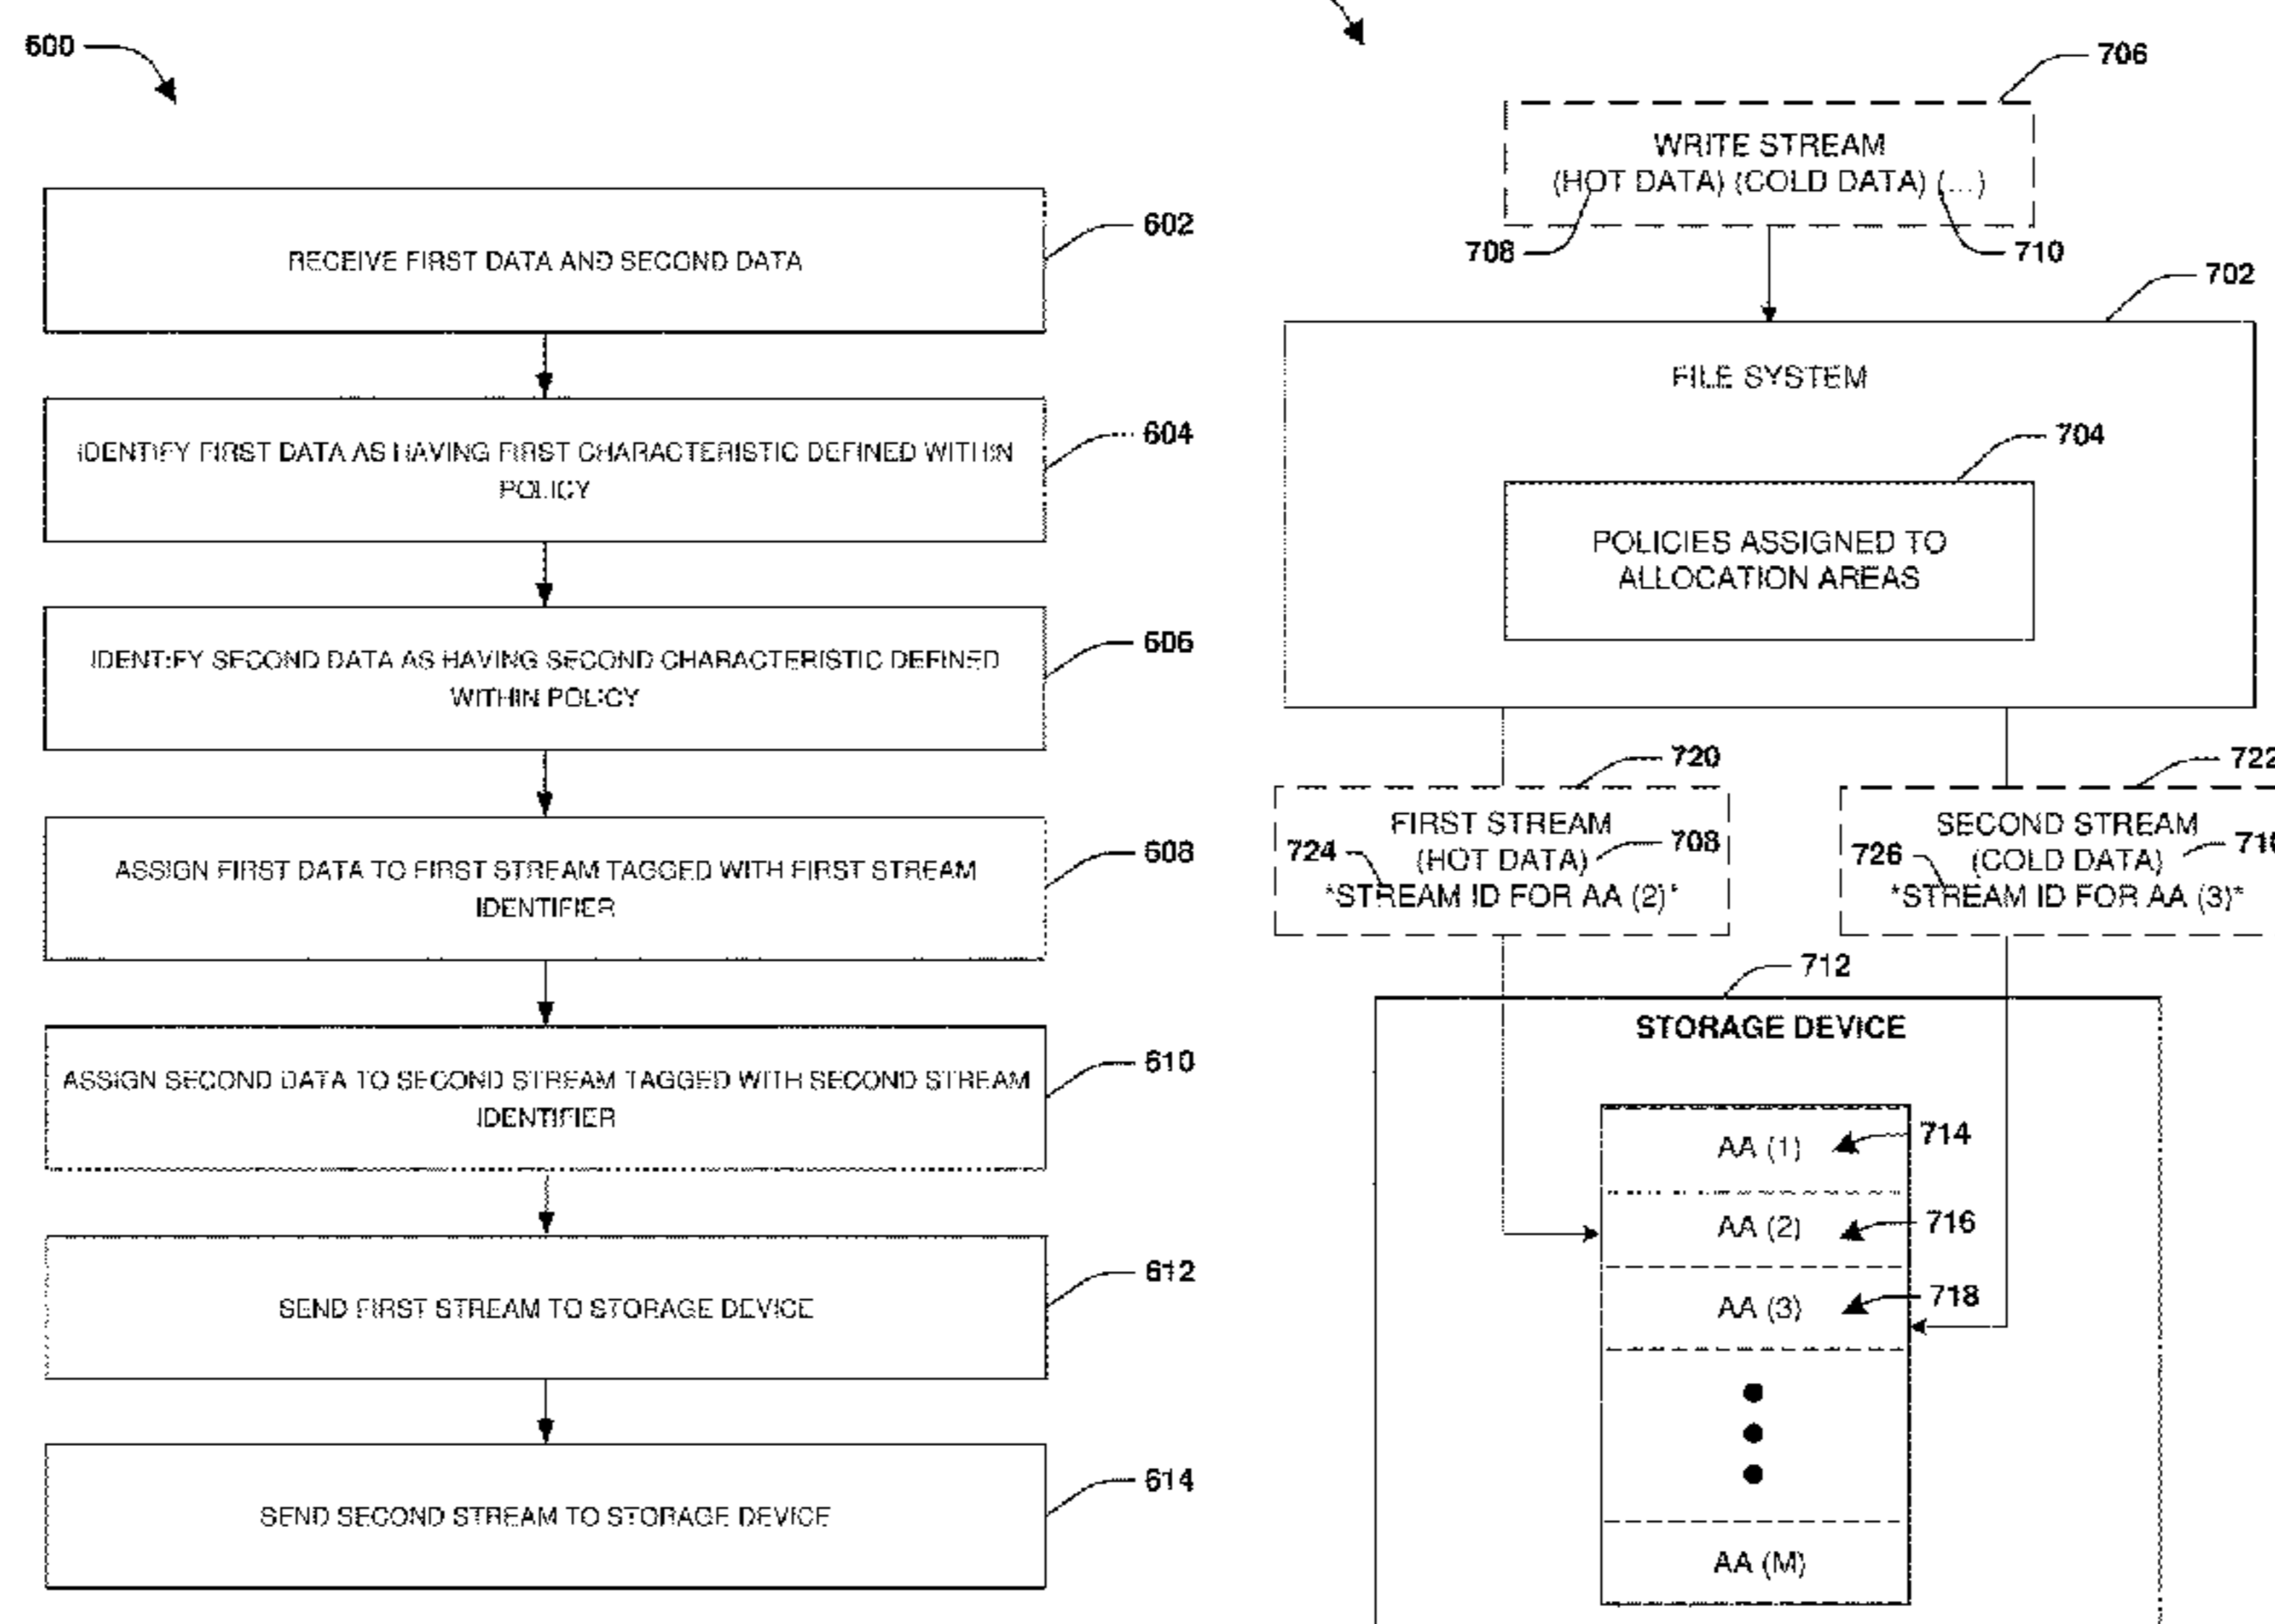 600
RECEIVE FIRST DATA AND SECOND DATA
602
IDENTIFY FIRST DATA AS HAVING FIRST CHARACTERISTIC DEFINED WITHIN
POLICY
604
IDENTIFY SECOND DATA AS HAVING SECOND CHARACTERISTIC DEFINED
WITHIN POLICY
606
ASSIGN FIRST DATA TO FIRST STREAM TAGGED WITH FIRST STREAM
IDENTIFIER
608
ASSIGN SECOND DATA TO SECOND STREAM TAGGED WITH SECOND STREAM
IDENTIFIER
610
SEND FIRST STREAM TO STORAGE DEVICE
612
SEND SECOND STREAM TO STORAGE DEVICE
614
706
WRITE STREAM
(HOT DATA) (COLD DATA) (...)
708
710
702
FILE SYSTEM
704
POLICIES ASSIGNED TO
ALLOCATION AREAS
720
FIRST STREAM
(HOT DATA)
708
724
*STREAM ID FOR AA (2)*
722
SECOND STREAM
(COLD DATA)
710
726
*STREAM ID FOR AA (3)*
712
STORAGE DEVICE
AA (1)
714
AA (2)
716
AA (3)
718
AA (M)